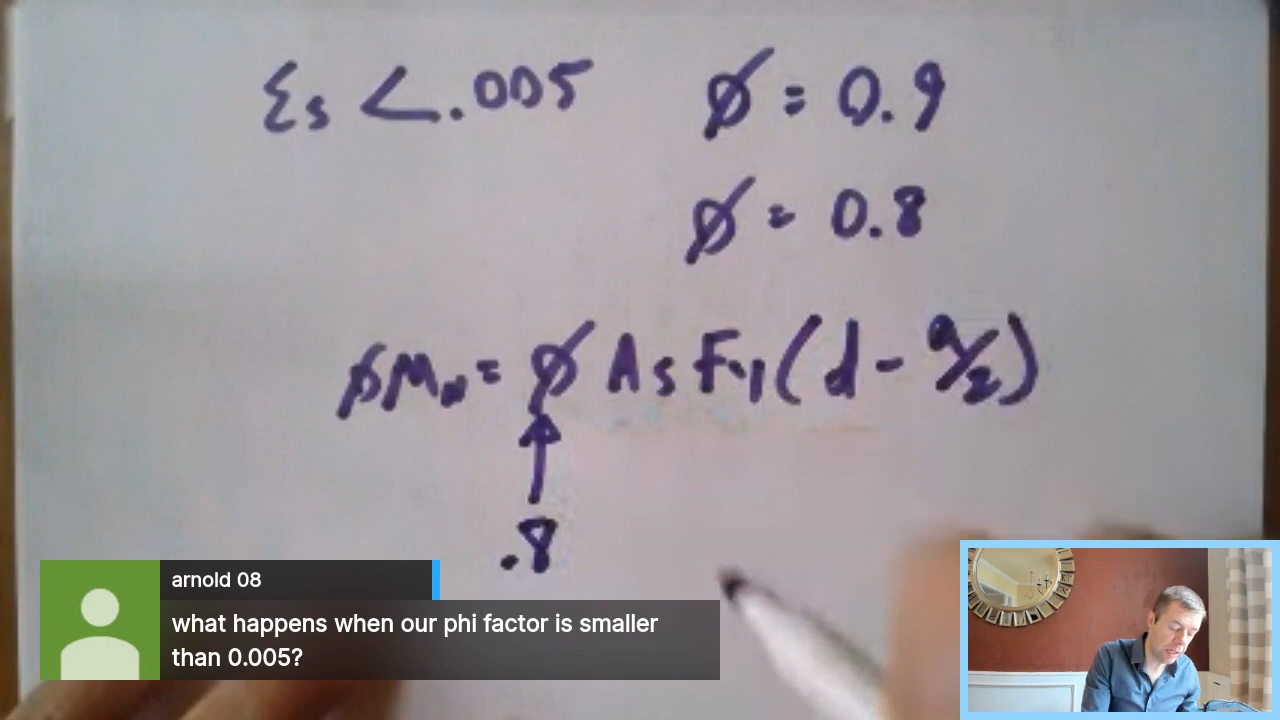 Ɛs <.005 ø = 0.9
ø = 0.8
øMn = ø As Fy (d - a/2)
.8
arnold 08
what happens when our phi factor is smaller
than 0.005?